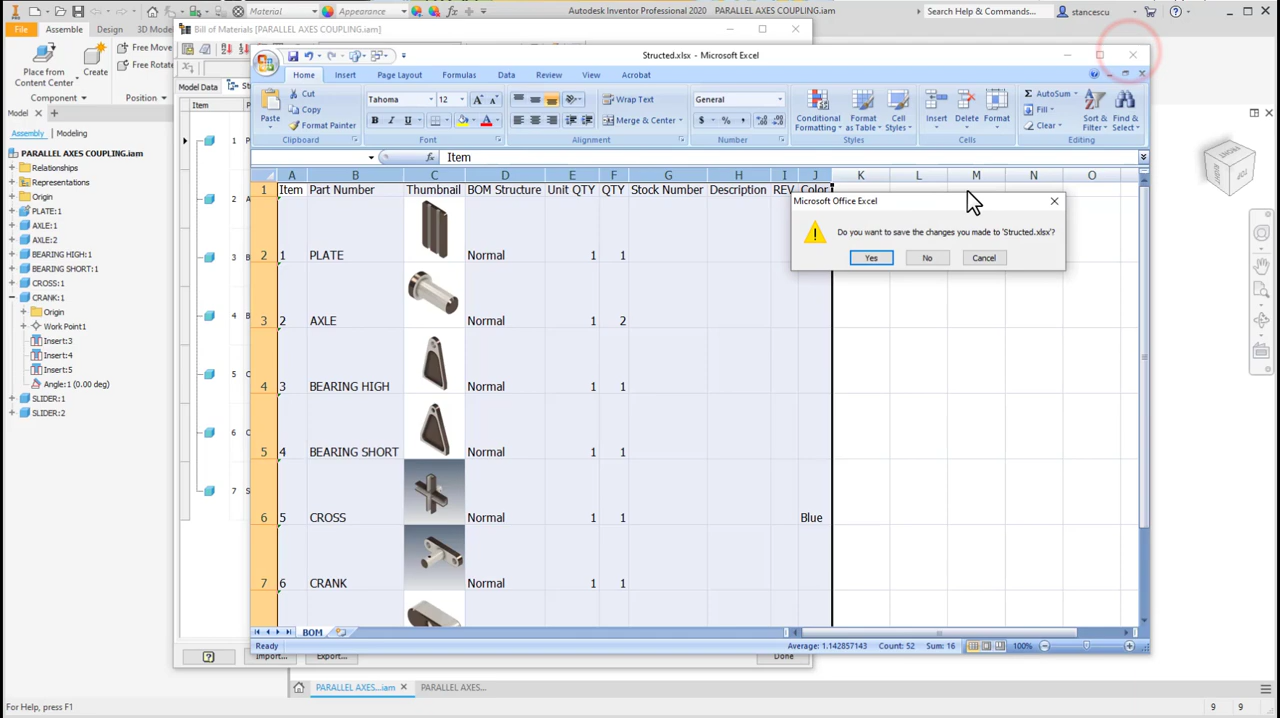 Material
Appearance
Autodesk Inventor Professional 2020 PARALLEL AXES COUPLING.iam
Search Help & Commands...
stancescu
File Assemble Design 3D Model
Bill of Materials [PARALLEL AXES COUPLING.iam]
Place from
Content Center
Create
Free Move
Free Rotate
Component
Position
Model
Assembly Modeling
PARALLEL AXES COUPLING.iam
Relationships
Representations
Origin
PLATE:1
AXLE:1
AXLE:2
BEARING HIGH:1
BEARING SHORT:1
CROSS:1
CRANK:1
Origin
Work Point1
Insert:3
Insert:4
Insert:5
Angle:1 (0.00 deg)
SLIDER:1
SLIDER:2
Model Data
Item
1
2
3
4
5
6
7
Structed.xlsx - Microsoft Excel
Home Insert Page Layout Formulas Data Review View Acrobat
Paste
Cut
Copy
Format Painter
Clipboard
Tahoma 12
B I U
Font
Wrap Text
Merge & Center
Alignment
General
$ % ,
Number
Conditional
Formatting
Format
as Table
Cell
Styles
Styles
Insert Delete Format
Cells
AutoSum
Fill
Clear
Sort &
Filter
Find &
Select
Editing
fx Item
A B C D E F G H I J K L M N O
1 Item Part Number Thumbnail BOM Structure Unit QTY QTY Stock Number Description REV Color
2 1 PLATE Normal 1 1
3 2 AXLE Normal 1 2
4 3 BEARING HIGH Normal 1 1
5 4 BEARING SHORT Normal 1 1
6 5 CROSS Normal 1 1 Blue
7 6 CRANK Normal 1 1
Microsoft Office Excel
Do you want to save the changes you made to 'Structed.xlsx'?
Yes No Cancel
BOM
Ready
Average: 1.142857143 Count: 52 Sum: 16
100%
Import... Export... Done
PARALLEL AXES...iam PARALLEL AXES...
For Help, press F1
9 9